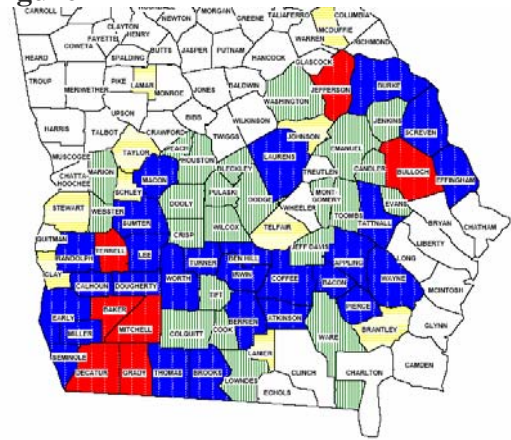 CARROLL
NEWTON
MORGAN
GREENE
TALIAFERRO
COLUMBIA
CLAYTON
FAYETTE
HENRY
MCDUFFIE
WARREN
RICHMOND
COWETA
HEARD
SPALDING
BUTTS
JASPER
PUTNAM
HANCOCK
GLASCOCK
TROUP
MERIWETHER
PIKE
LAMAR
MONROE
JONES
BALDWIN
WASHINGTON
JEFFERSON
BURKE
UPSON
BIBB
WILKINSON
JENKINS
SCREVEN
HARRIS
TALBOT
CRAWFORD
TWIGGS
JOHNSON
EMANUEL
TAYLOR
PEACH
HOUSTON
LAURENS
MUSCOGEE
CHATTA-
HOOCHEE
MARION
MACON
BLECKLEY
TREUTLEN
CANDLER
BULLOCH
EFFINGHAM
SCHLEY
PULASKI
DODGE
MONT-
GOMERY
EVANS
STEWART
WEBSTER
SUMTER
DOOLY
WHEELER
TOOMBS
TATTNALL
BRYAN
CHATHAM
QUITMAN
CRISP
WILCOX
TELFAIR
LIBERTY
RANDOLPH
TERRELL
LEE
TURNER
BEN HILL
JEFF DAVIS
APPLING
LONG
CLAY
CALHOUN
DOUGHERTY
WORTH
IRWIN
COFFEE
BACON
WAYNE
MCINTOSH
EARLY
BAKER
TIFT
PIERCE
MILLER
MITCHELL
COLQUITT
COOK
BERRIEN
ATKINSON
WARE
BRANTLEY
GLYNN
SEMINOLE
LANIER
DECATUR
GRADY
THOMAS
BROOKS
LOWNDES
CLINCH
CHARLTON
CAMDEN
ECHOLS